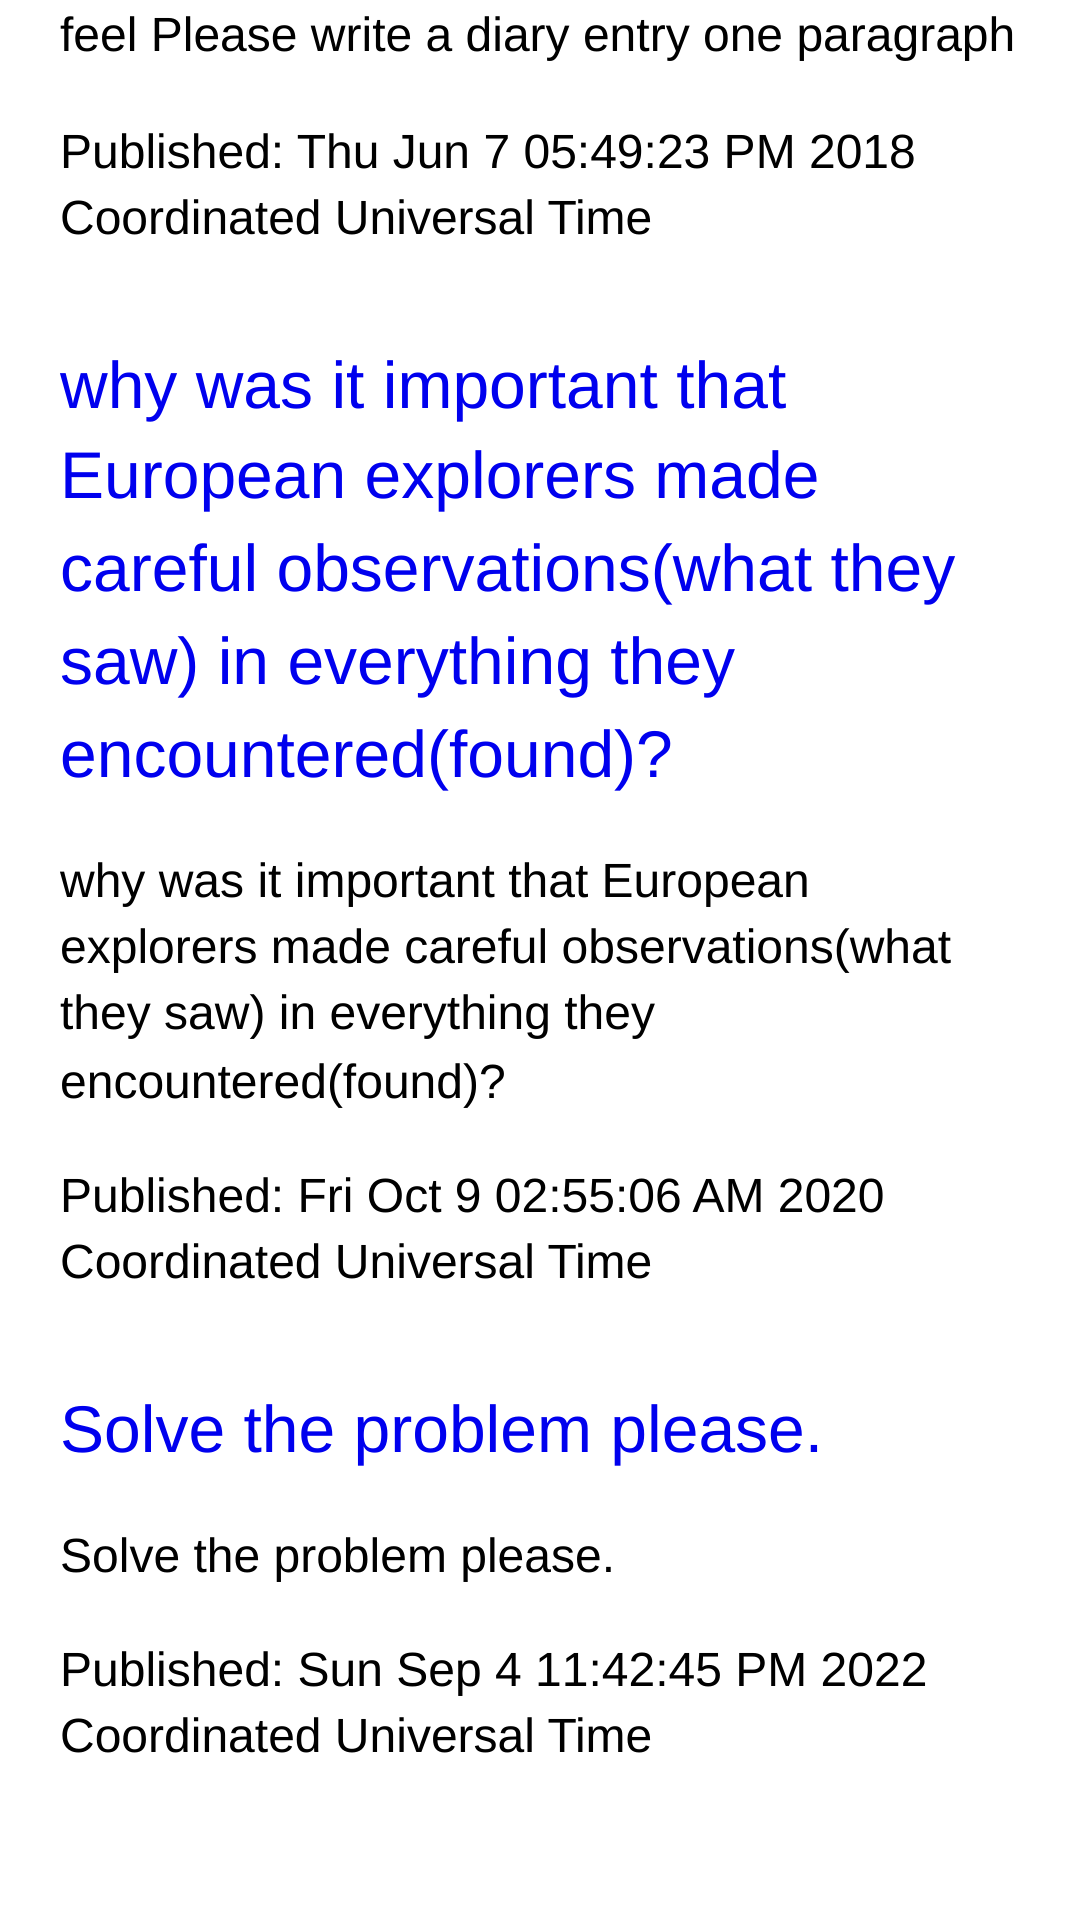 feel Please write a diary entry one paragraph
Published: Thu Jun 7 05:49:23 PM 2018
Coordinated Universal Time
why was it important that
European explorers made
careful observations(what they
saw) in everything they
encountered(found)?
why was it important that European
explorers made careful observations(what
they saw) in everything they
encountered(found)?
Published: Fri Oct 9 02:55:06 AM 2020
Coordinated Universal Time
Solve the problem please.
Solve the problem please.
Published: Sun Sep 4 11:42:45 PM 2022
Coordinated Universal Time